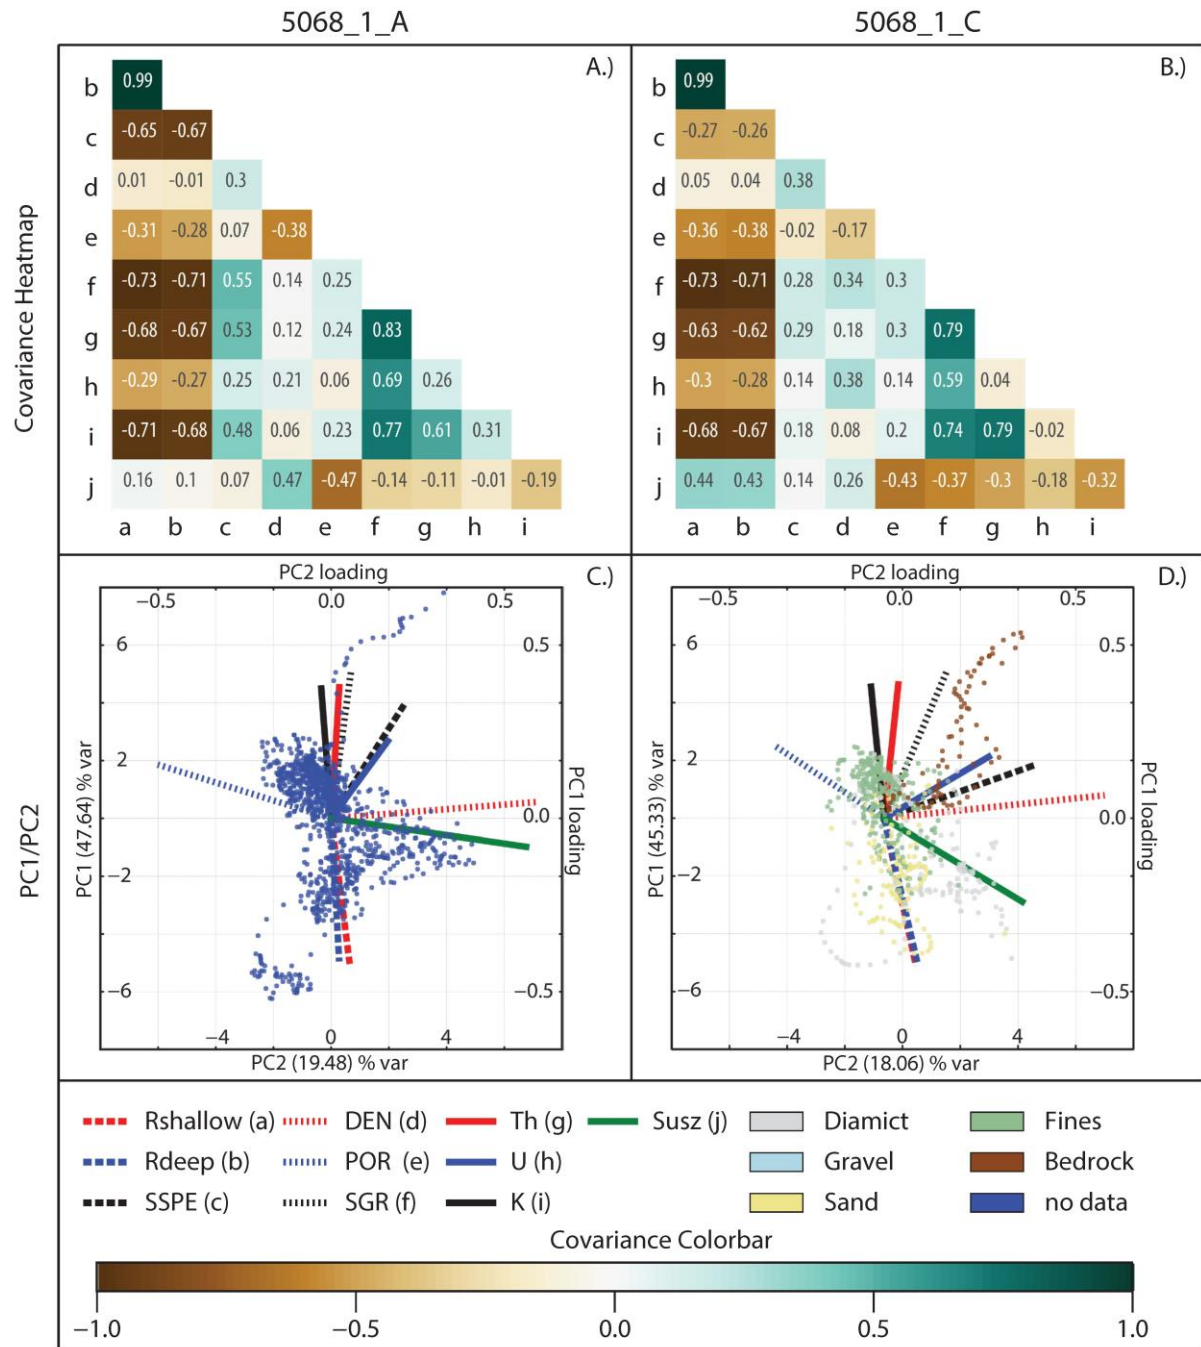 5068_1_A
5068_1_C
Covariance Heatmap
A.)
b 0.99
c -0.65 -0.67
d 0.01 -0.01 0.3
e -0.31 -0.28 0.07 -0.38
f -0.73 -0.71 0.55 0.14 0.25
g -0.68 -0.67 0.53 0.12 0.24 0.83
h -0.29 -0.27 0.25 0.21 0.06 0.69 0.26
i -0.71 -0.68 0.48 0.06 0.23 0.77 0.61 0.31
j 0.16 0.1 0.07 0.47 -0.47 -0.14 -0.11 -0.01 -0.19
a b c d e f g h i
B.)
b 0.99
c -0.27 -0.26
d 0.05 0.04 0.38
e -0.36 -0.38 -0.02 -0.17
f -0.73 -0.71 0.28 0.34 0.3
g -0.63 -0.62 0.29 0.18 0.3 0.79
h -0.3 -0.28 0.14 0.38 0.14 0.59 0.04
i -0.68 -0.67 0.18 0.08 0.2 0.74 0.79 -0.02
j 0.44 0.43 0.14 0.26 -0.43 -0.37 -0.3 -0.18 -0.32
a b c d e f g h i
PC1/PC2
C.)
PC2 loading
−0.5 0.0 0.5
6
2
−2
−6
PC1 (47.64) % var
0.5
0.0
−0.5
PC1 loading
−4 0 4
PC2 (19.48) % var
D.)
PC2 loading
−0.5 0.0 0.5
6
2
−2
−6
PC1 (45.33) % var
0.5
0.0
−0.5
PC1 loading
−4 0 4
PC2 (18.06) % var
Rshallow (a) DEN (d) Th (g) Susz (j) Diamict Fines
Rdeep (b) POR (e) U (h) Gravel Bedrock
SSPE (c) SGR (f) K (i) Sand no data
Covariance Colorbar
−1.0 −0.5 0.0 0.5 1.0